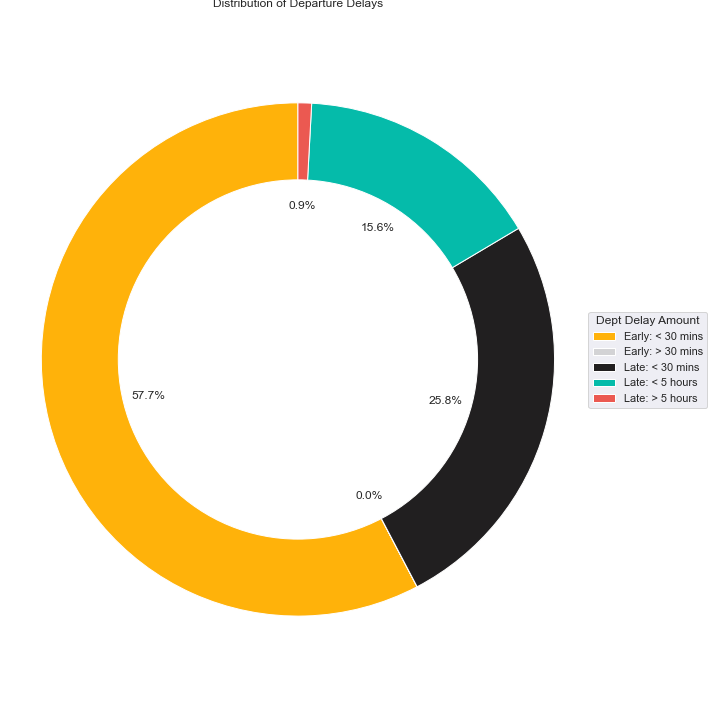 Distribution of Departure Delays
0.9%
15.6%
57.7%
25.8%
0.0%
Dept Delay Amount
Early: < 30 mins
Early: > 30 mins
Late: < 30 mins
Late: < 5 hours
Late: > 5 hours